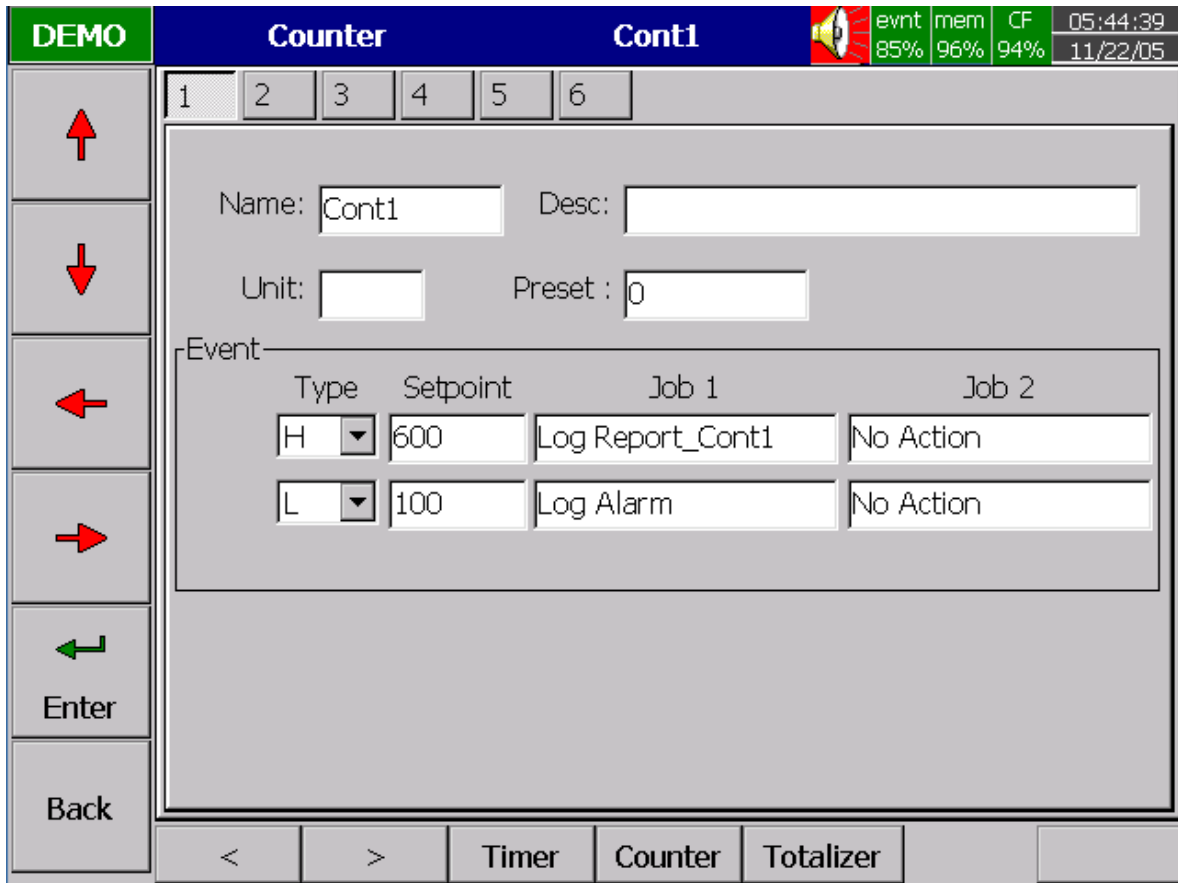 DEMO Counter Cont1 evnt mem CF 05:44:39
85% 96% 94% 11/22/05
1 2 3 4 5 6
Name: Cont1 Desc:
Unit: Preset : 0
Event
Type Setpoint Job 1 Job 2
H 600 Log Report_Cont1 No Action
L 100 Log Alarm No Action
Enter
Back
< > Timer Counter Totalizer